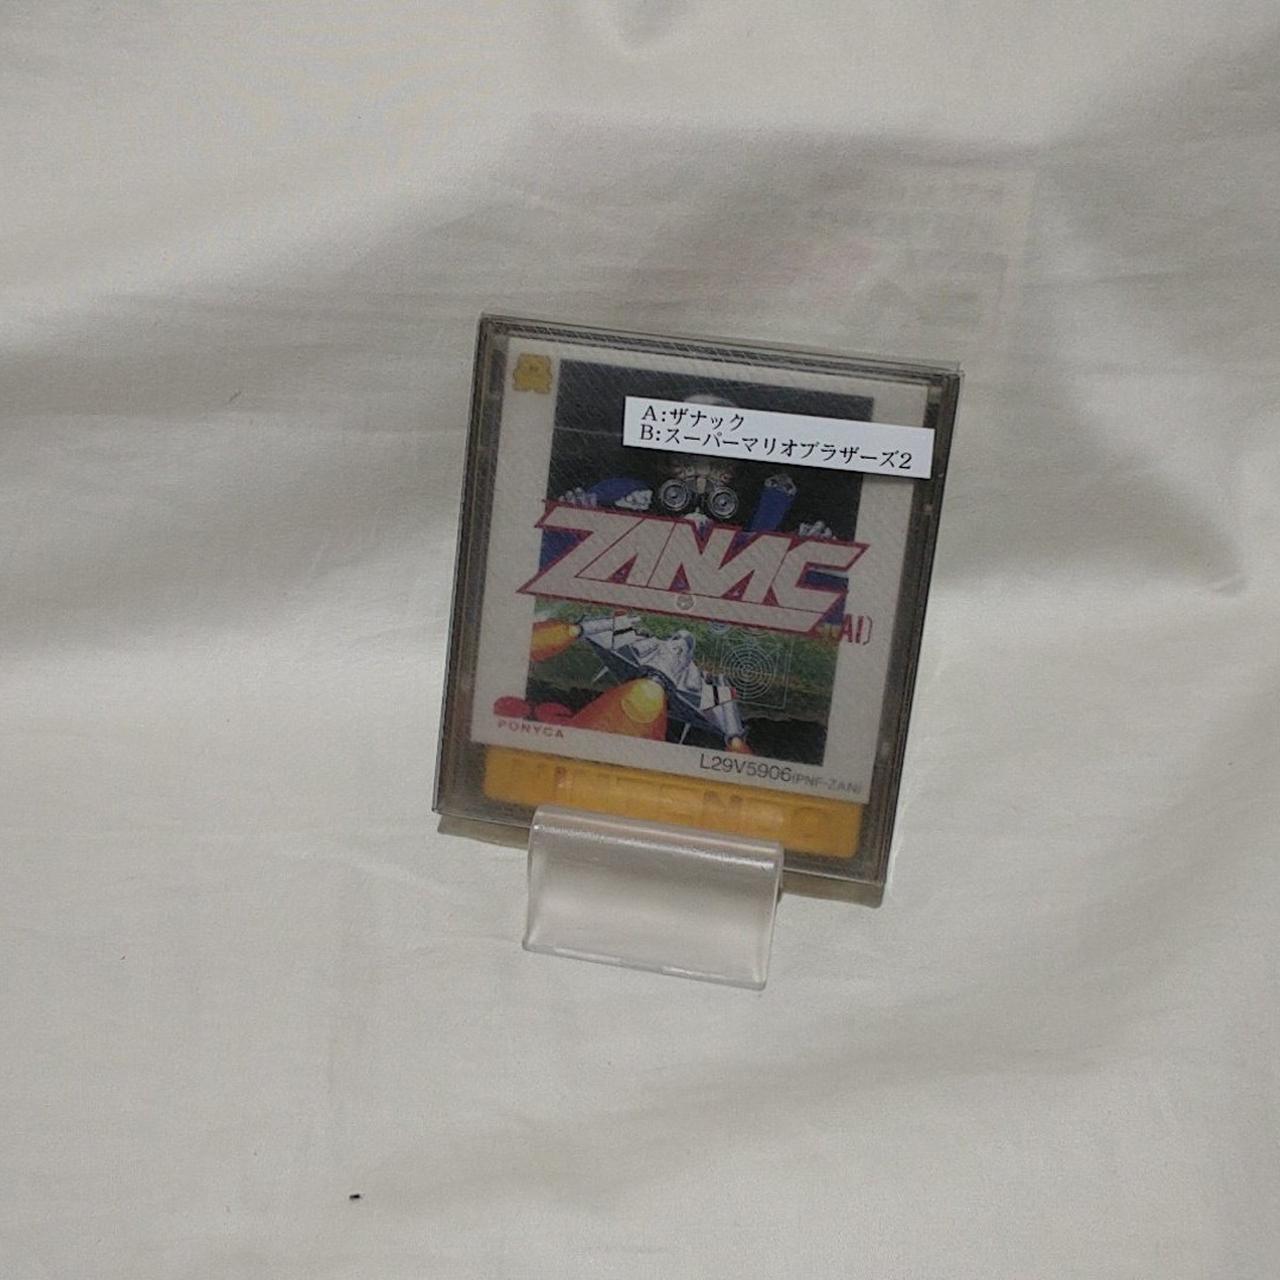 A:ザナック
B:スーパーマリオブラザーズ2
ZANAC
A.I.)
PONYCA
L29V5906(PNF-ZAN)